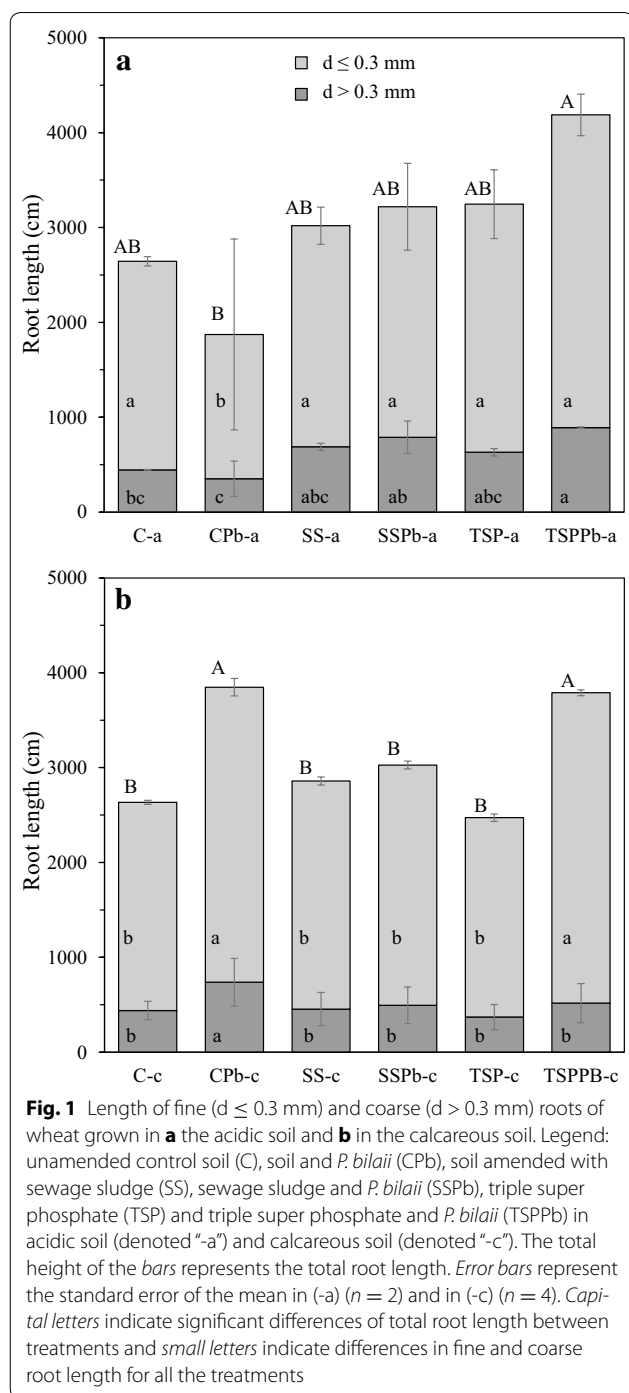 5000
a
d ≤ 0.3 mm
d > 0.3 mm
A
4000
AB
AB
AB
3000
AB
Root length (cm)
B
2000
a
b
a
a
a
a
1000
bc
c
abc
ab
abc
a
0
C-a CPb-a SS-a SSPb-a TSP-a TSPPb-a
5000
b
4000
A
A
B
B
3000
B
B
Root length (cm)
2000
b
a
b
b
b
a
1000
b
a
b
b
b
b
0
C-c CPb-c SS-c SSPb-c TSP-c TSPPB-c
Fig. 1 Length of fine (d ≤ 0.3 mm) and coarse (d > 0.3 mm) roots of
wheat grown in a the acidic soil and b in the calcareous soil. Legend:
unamended control soil (C), soil and P. bilaii (CPb), soil amended with
sewage sludge (SS), sewage sludge and P. bilaii (SSPb), triple super
phosphate (TSP) and triple super phosphate and P. bilaii (TSPPb) in
acidic soil (denoted “-a”) and calcareous soil (denoted “-c”). The total
height of the bars represents the total root length. Error bars represent
the standard error of the mean in (-a) (n = 2) and in (-c) (n = 4). Capi-
tal letters indicate significant differences of total root length between
treatments and small letters indicate differences in fine and coarse
root length for all the treatments